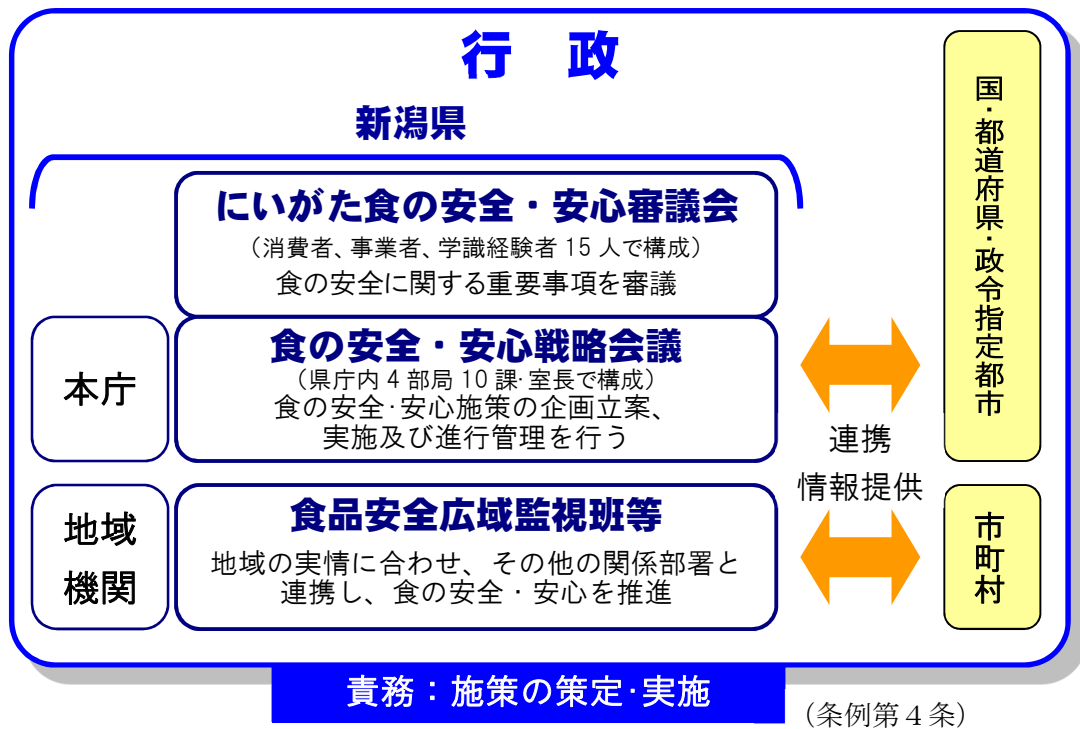 行 政
新潟県
にいがた食の安全・安心審議会
（消費者、事業者、学識経験者 15 人で構成）
食の安全に関する重要事項を審議
本庁
食の安全・安心戦略会議
（県庁内 4 部局 10 課･室長で構成）
食の安全･安心施策の企画立案、
実施及び進行管理を行う
地域
機関
食品安全広域監視班等
地域の実情に合わせ、その他の関係部署と
連携し、食の安全・安心を推進
連携
情報提供
国･都道府県･政令指定都市
市町村
責務：施策の策定･実施
（条例第４条）